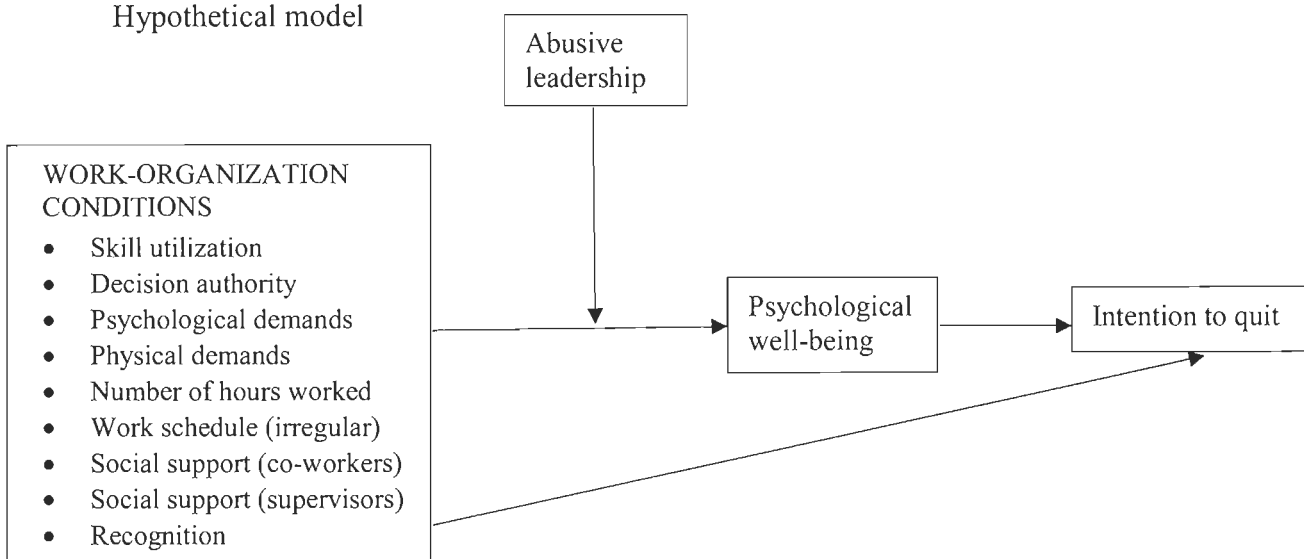 Hypothetical model
Abusive
leadership
WORK-ORGANIZATION
CONDITIONS
• Skill utilization
• Decision authority
• Psychological demands
• Physical demands
• Number of hours worked
• Work schedule (irregular)
• Social support (co-workers)
• Social support (supervisors)
• Recognition
Psychological
well-being
Intention to quit